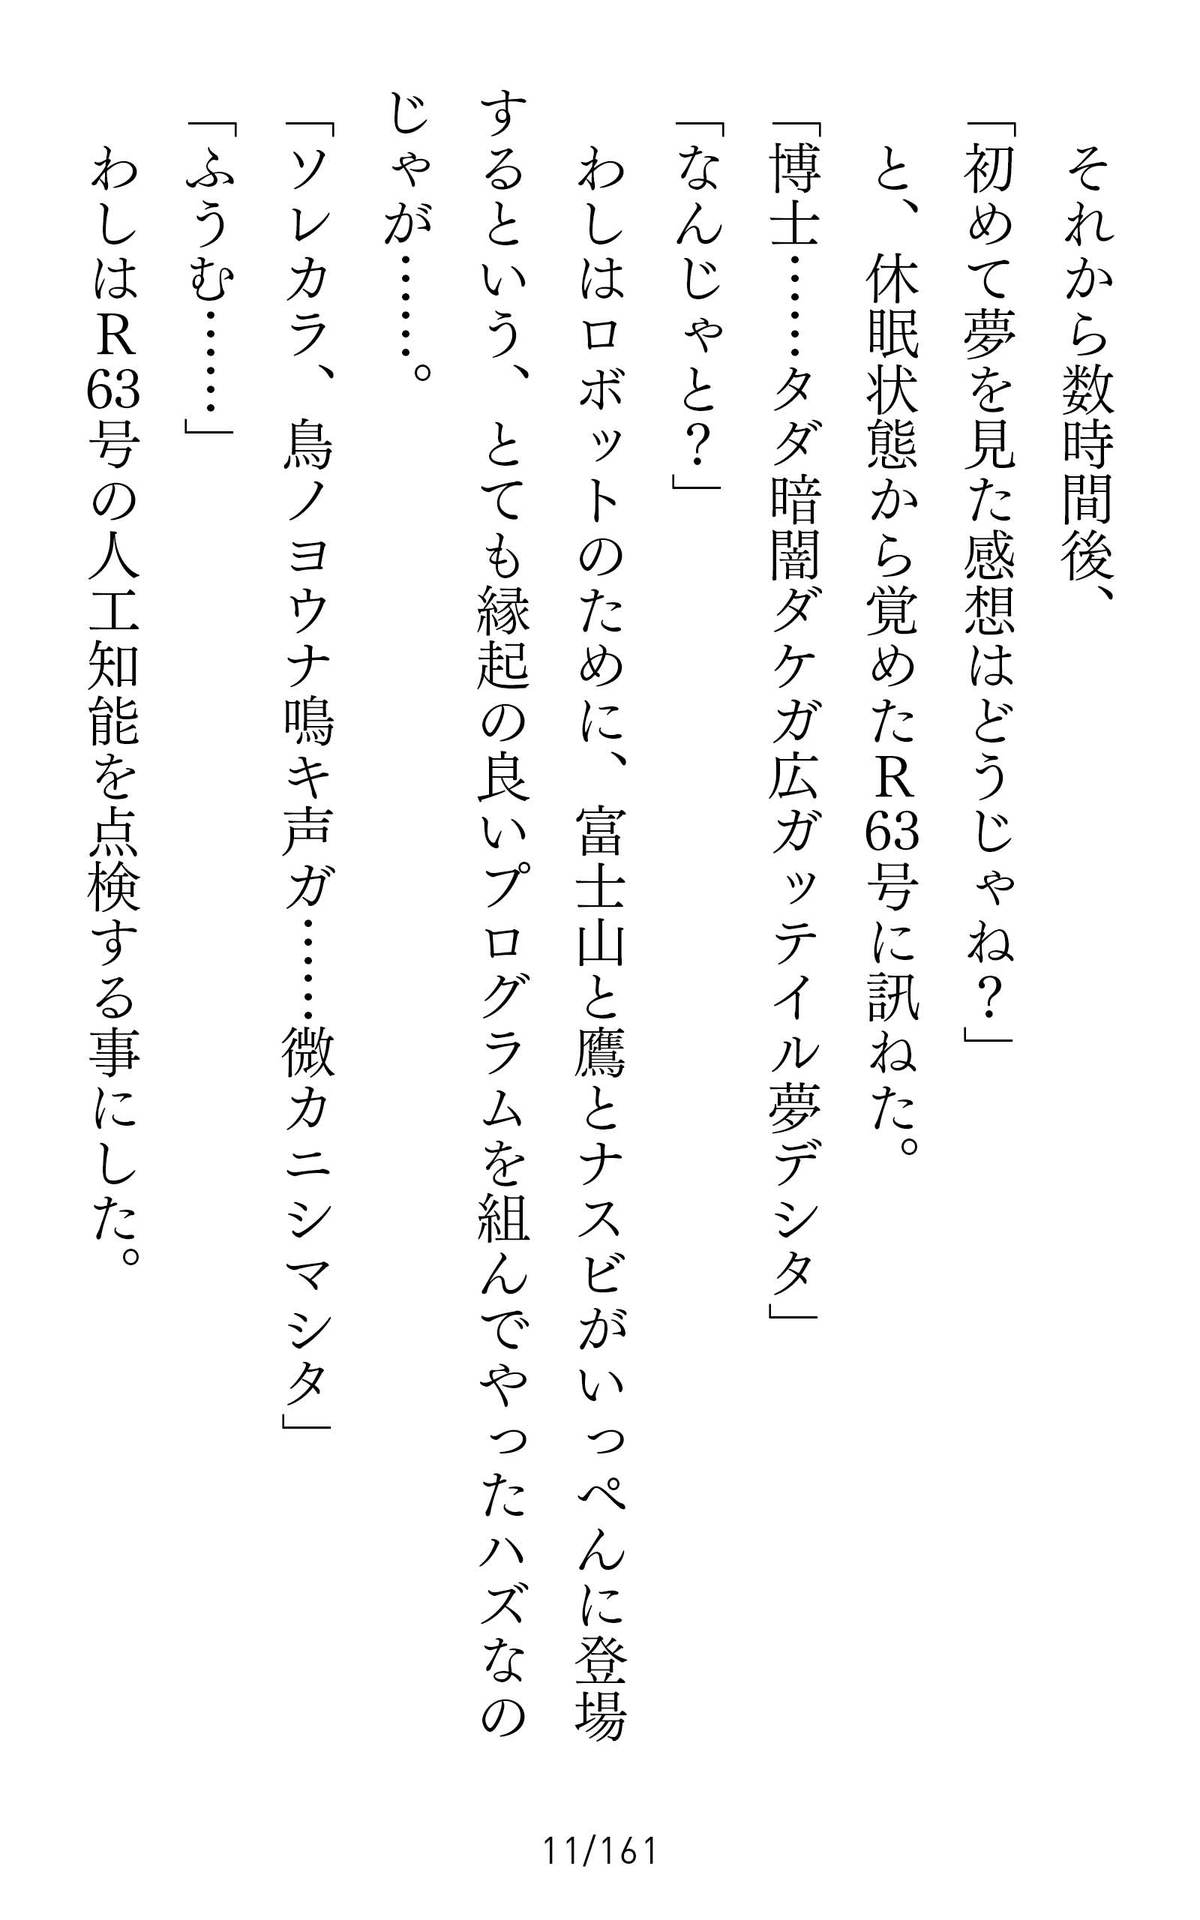 それから数時間後、
「初めて夢を見た感想はどうじゃね？」
と、休眠状態から覚めたR63号に訊ねた。
「博士……タダ暗闇ダケガ広ガッテイル夢デシタ」
「なんじゃと？」
わしはロボットのために、富士山と鷹とナスビがいっぺんに登場
するという、とても縁起の良いプログラムを組んでやったハズなの
じゃが……。
「ソレカラ、鳥ノヨウナ鳴キ声ガ……微カニシマシタ」
「ふうむ……」
わしはR63号の人工知能を点検する事にした。
11/161